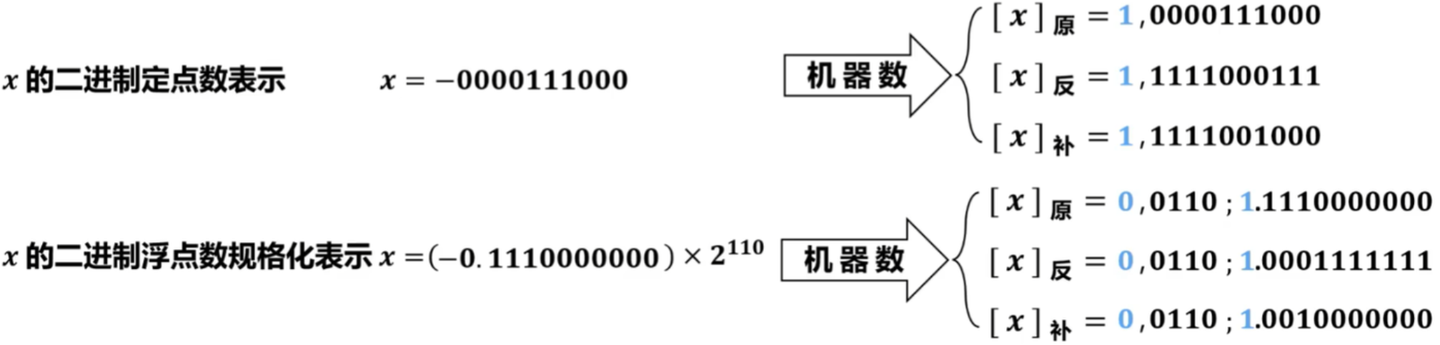 x 的二进制定点数表示 x = −0000111000 机器数
[x]原 = 1,0000111000
[x]反 = 1,1111000111
[x]补 = 1,1111001000
x 的二进制浮点数规格化表示 x =(−0.1110000000) × 2^110 机器数
[x]原 = 0,0110 ; 1.1110000000
[x]反 = 0,0110 ; 1.0001111111
[x]补 = 0,0110 ; 1.0010000000